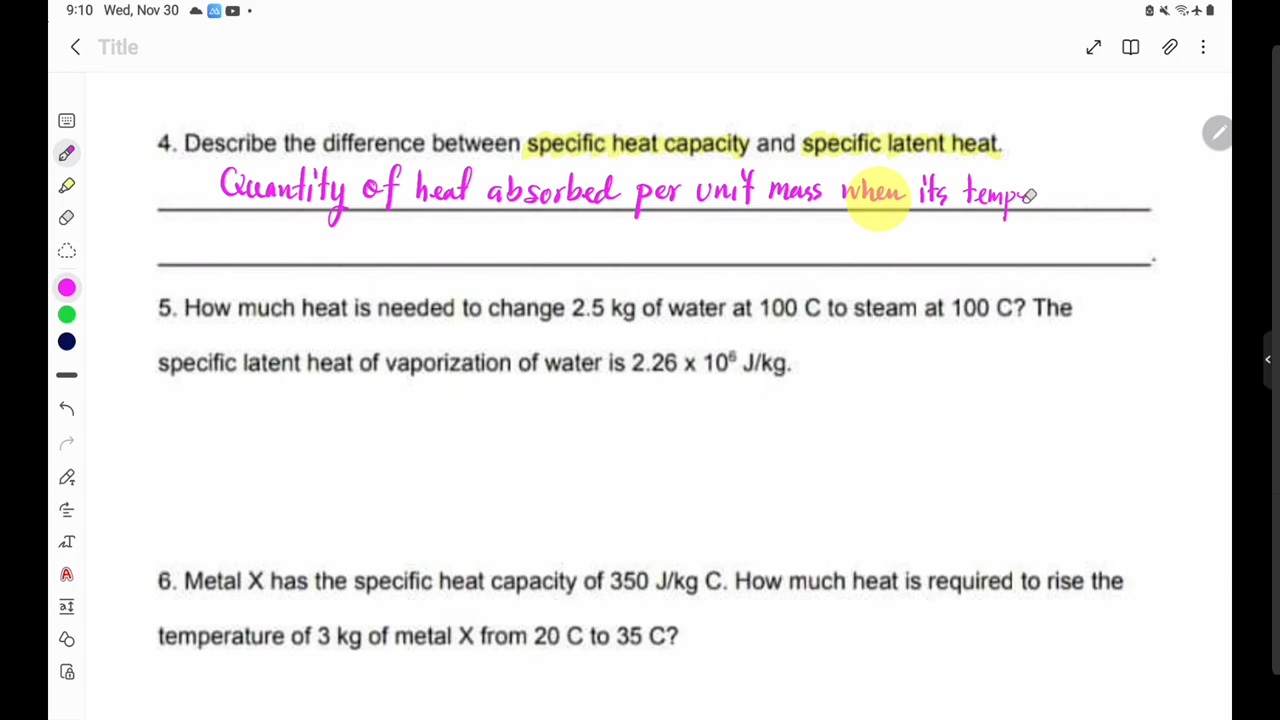 9:10 Wed, Nov 30
Title
4. Describe the difference between specific heat capacity and specific latent heat.
Quantity of heat absorbed per unit mass when its temp
5. How much heat is needed to change 2.5 kg of water at 100 C to steam at 100 C? The
specific latent heat of vaporization of water is 2.26 x 10⁶ J/kg.
6. Metal X has the specific heat capacity of 350 J/kg C. How much heat is required to rise the
temperature of 3 kg of metal X from 20 C to 35 C?